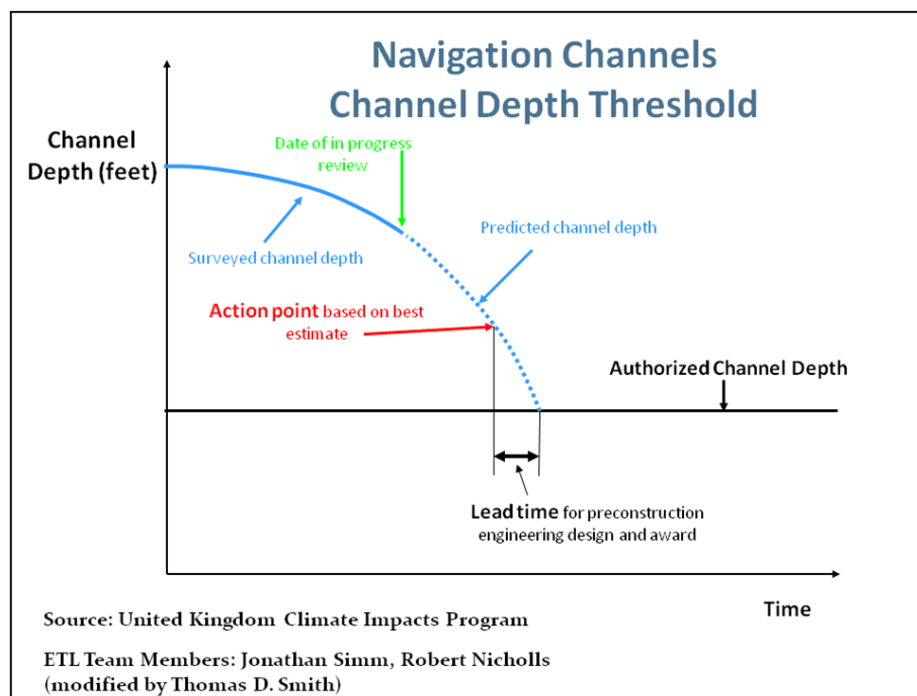 Navigation Channels
Channel Depth Threshold
Channel
Depth (feet)
Date of in progress
review
Surveyed channel depth
Predicted channel depth
Action point based on best
estimate
Authorized Channel Depth
Lead time for preconstruction
engineering design and award
Time
Source: United Kingdom Climate Impacts Program
ETL Team Members: Jonathan Simm, Robert Nicholls
(modified by Thomas D. Smith)